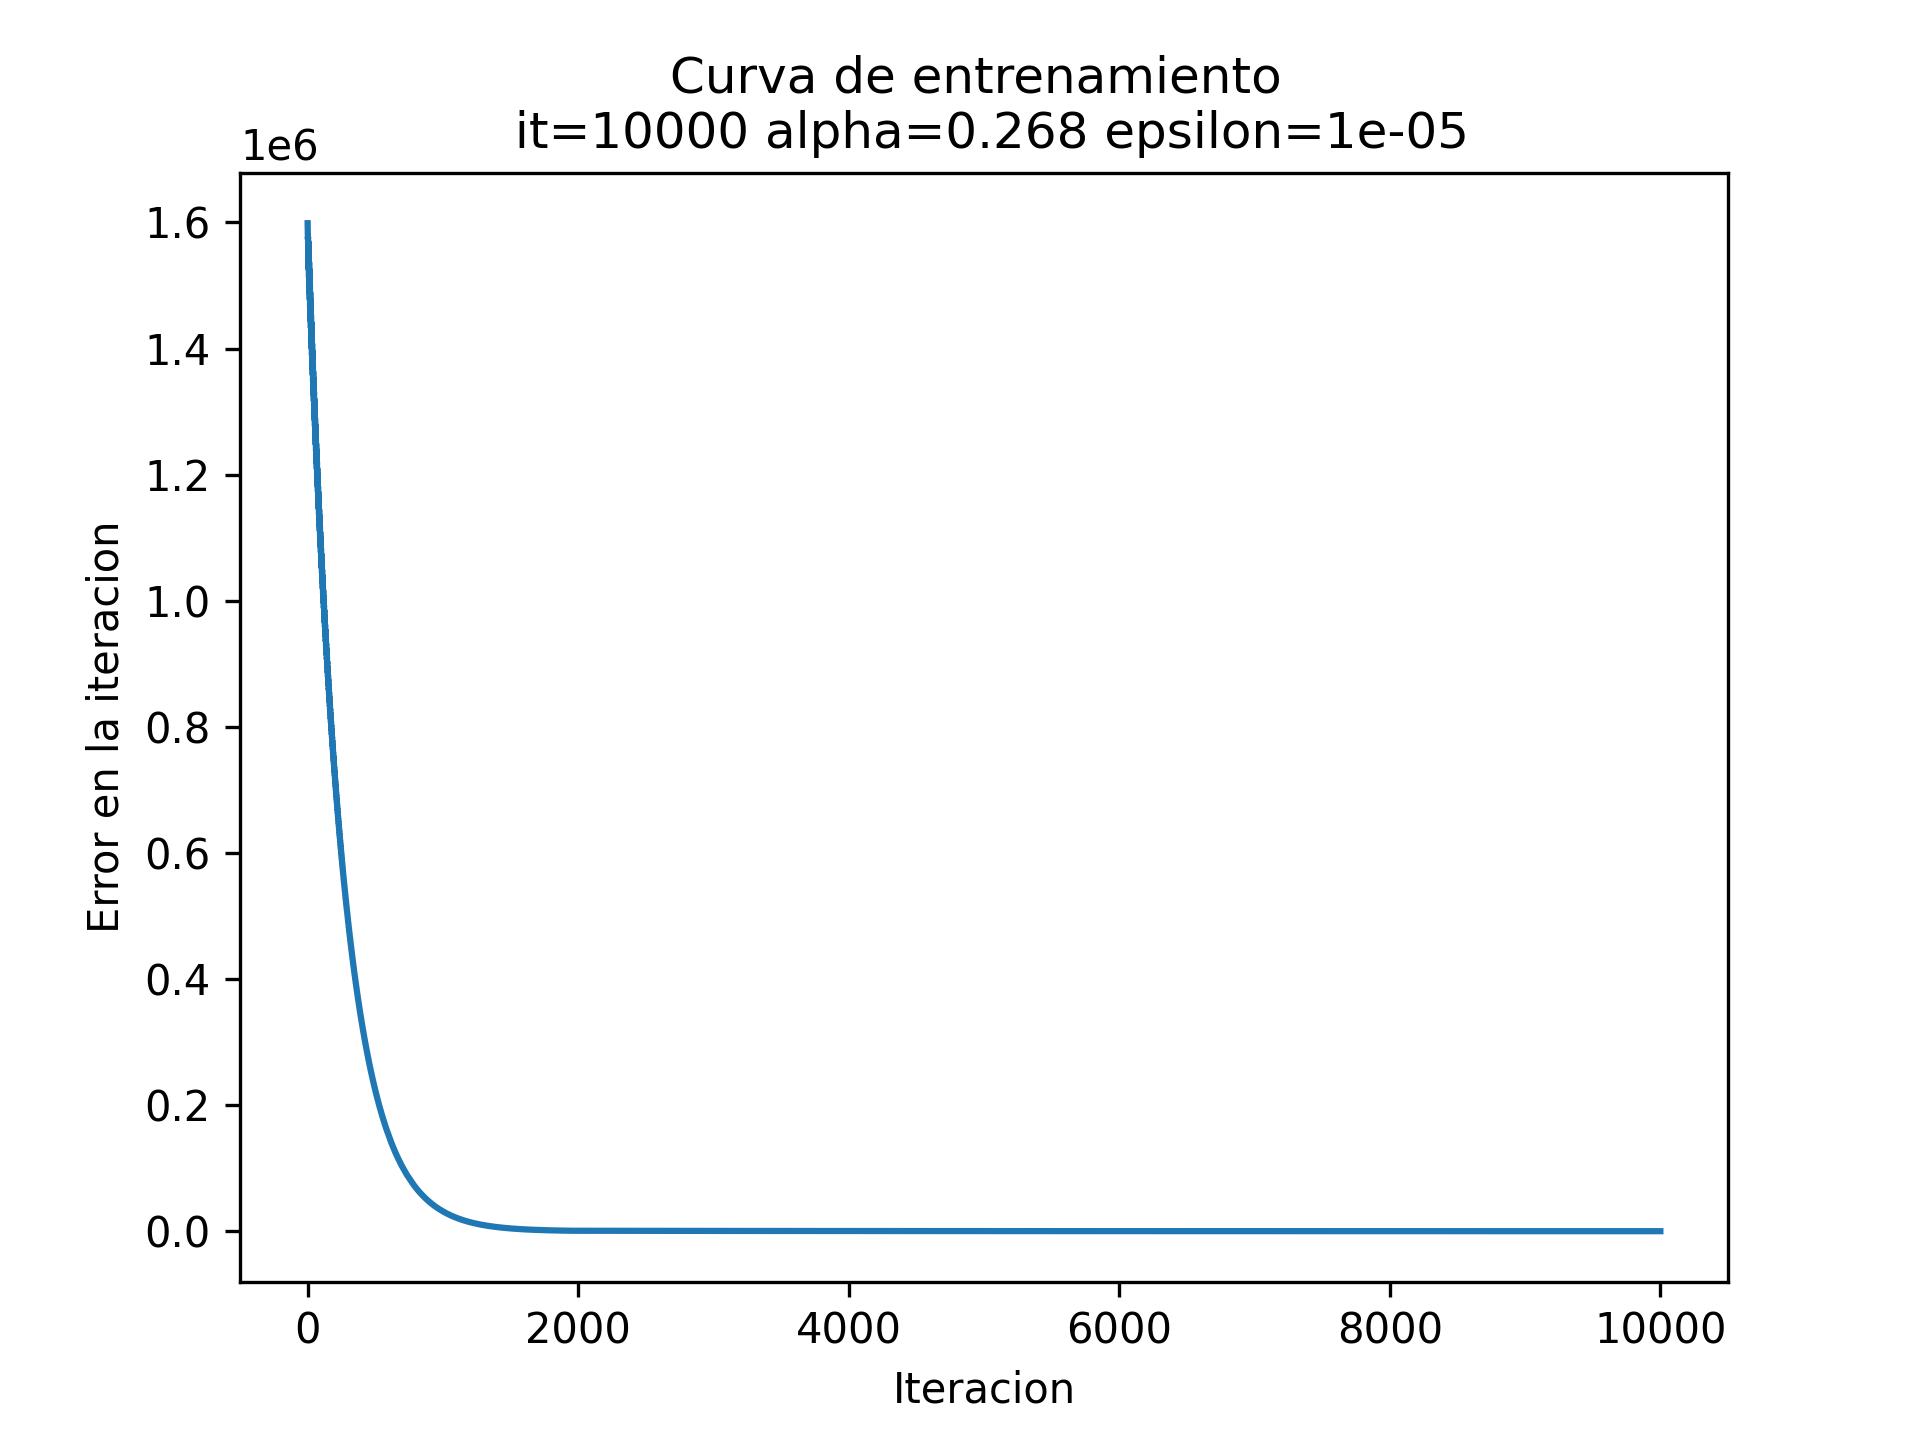 Curva de entrenamiento
it=10000 alpha=0.268 epsilon=1e-05
1e6
1.6
1.4
1.2
1.0
0.8
0.6
0.4
0.2
0.0
Error en la iteracion
0 2000 4000 6000 8000 10000
Iteracion